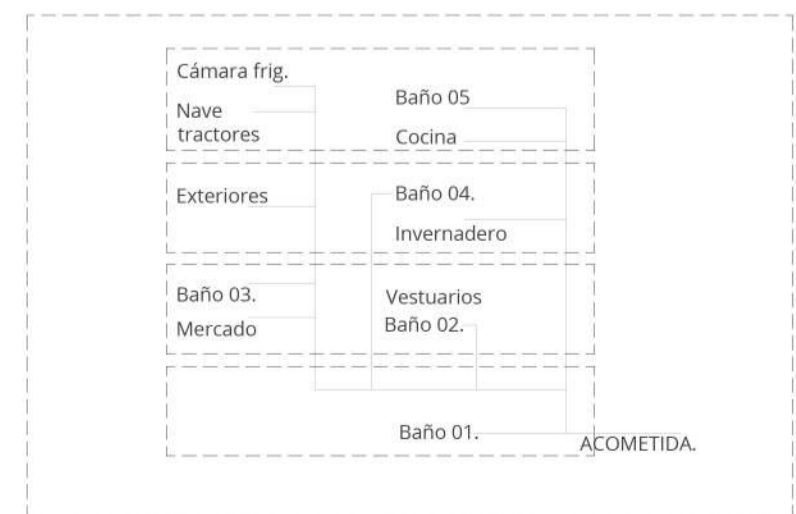 Cámara frig.
Nave
tractores
Baño 05
Cocina
Exteriores
Baño 04.
Invernadero
Baño 03.
Mercado
Vestuarios
Baño 02.
Baño 01.
ACOMETIDA.